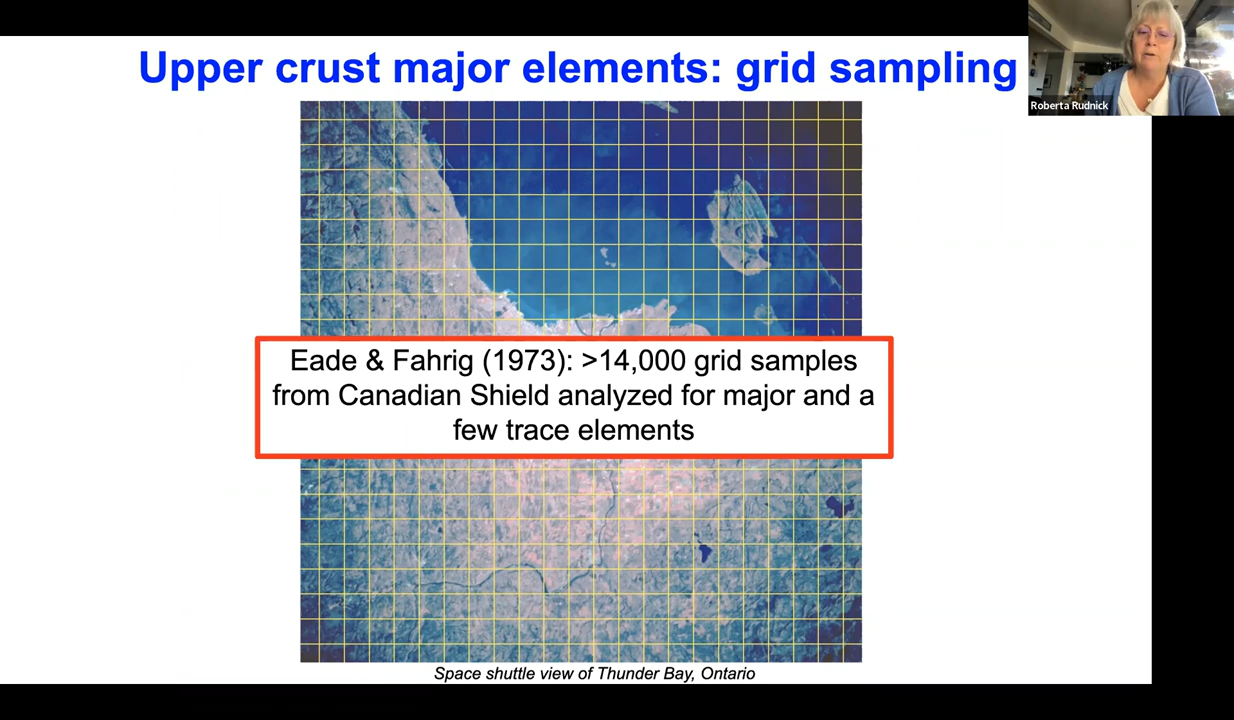 Upper crust major elements: grid sampling
Roberta Rudnick
Eade & Fahrig (1973): >14,000 grid samples
from Canadian Shield analyzed for major and a
few trace elements
Space shuttle view of Thunder Bay, Ontario